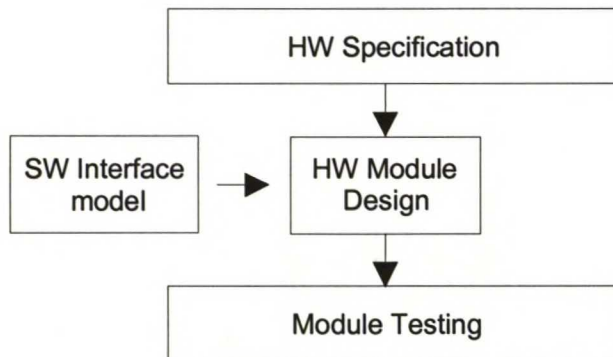 HW Specification
SW Interface
model
HW Module
Design
Module Testing